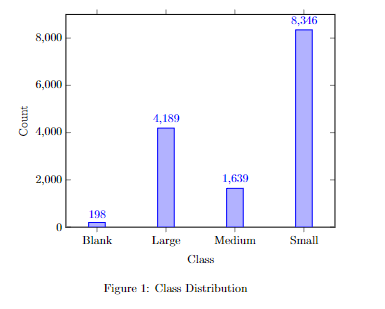 8,346
8,000
6,000
4,189
4,000
1,639
2,000
198
0
Blank Large Medium Small
Count
Class
Figure 1: Class Distribution